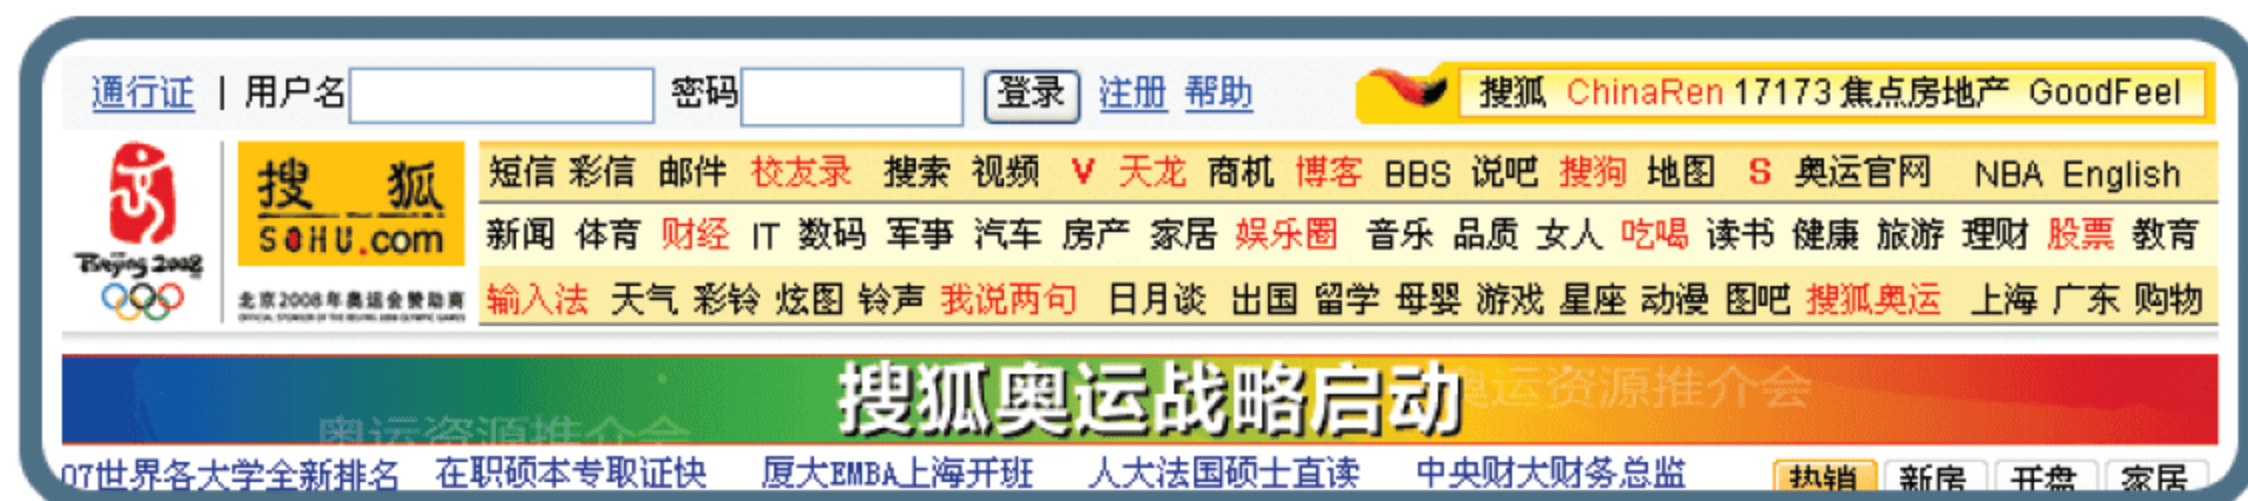 通行证 | 用户名 密码 登录 注册 帮助 搜狐 ChinaRen 17173 焦点房地产 GoodFeel
短信 彩信 邮件 校友录 搜索 视频 V 天龙 商机 博客 BBS 说吧 搜狗 地图 S 奥运官网 NBA English
搜狐
SOHU.com
新闻 体育 财经 IT 数码 军事 汽车 房产 家居 娱乐圈 音乐 品质 女人 吃喝 读书 健康 旅游 理财 股票 教育
Beijing 2008
北京2008年奥运会赞助商
输入法 天气 彩铃 炫图 铃声 我说两句 日月谈 出国 留学 母婴 游戏 星座 动漫 图吧 搜狐奥运 上海 广东 购物
搜狐奥运战略启动
奥运资源推介会
奥运资源推介会
07世界各大学全新排名 在职硕本专取证快 厦大EMBA上海开班 人大法国硕士直读 中央财大财务总监 热销 新房 开盘 家居